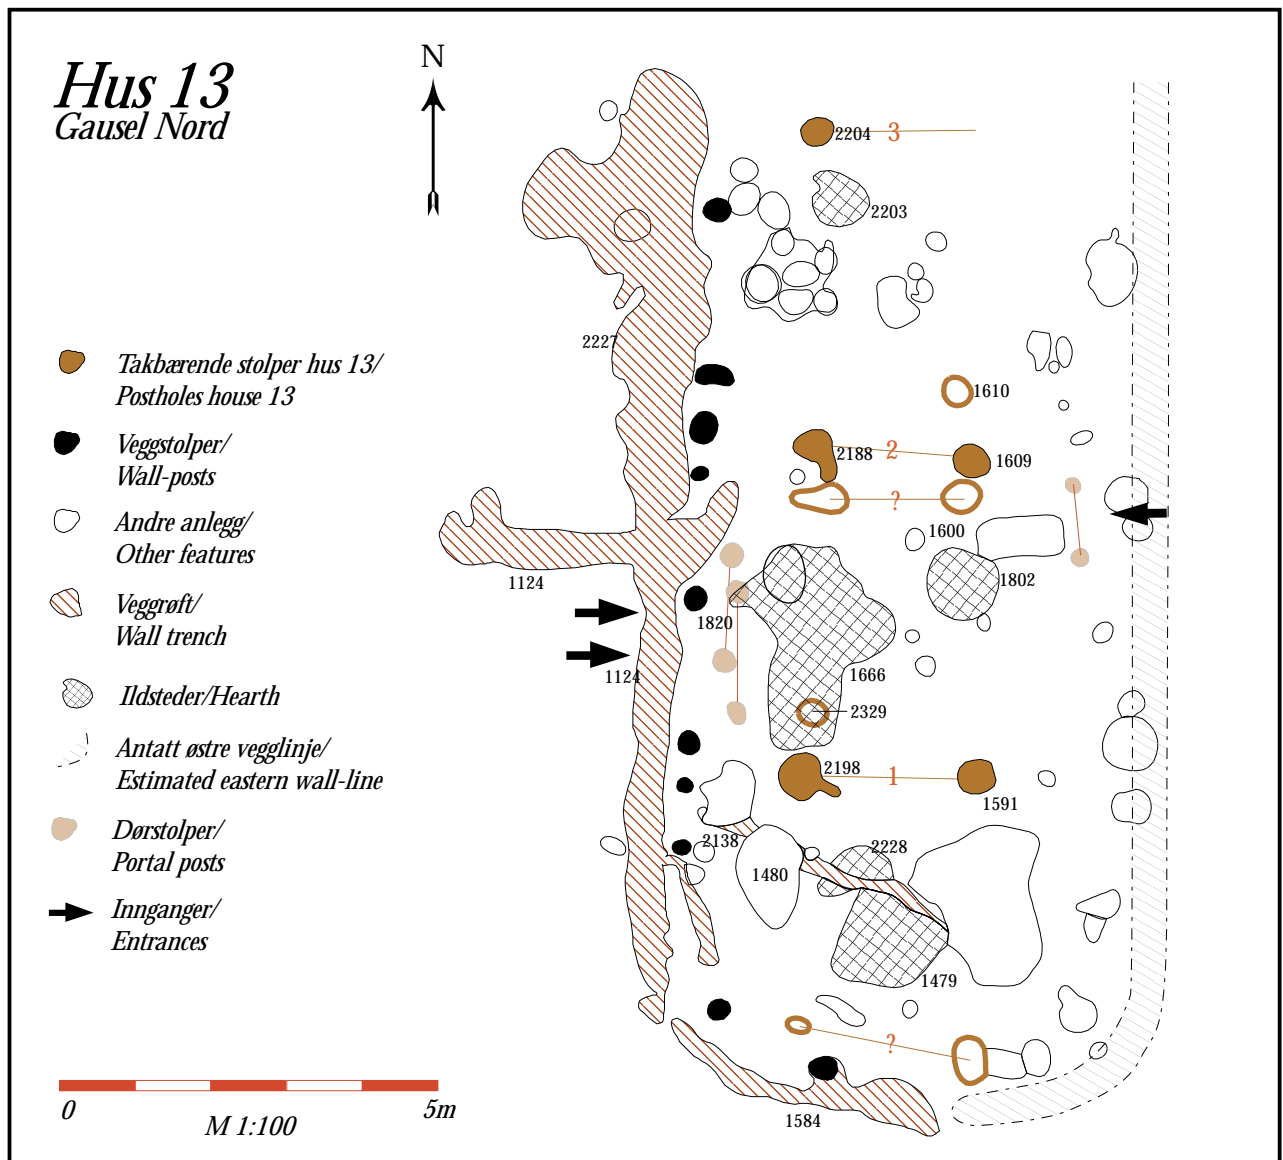 Hus 13
Gausel Nord
N
Takbærende stolper hus 13/
Postholes house 13
Veggstolper/
Wall-posts
Andre anlegg/
Other features
Veggrøft/
Wall trench
Ildsteder/Hearth
Antatt østre vegglinje/
Estimated eastern wall-line
Dørstolper/
Portal posts
Innganger/
Entrances
0
5m
M 1:100
2204
3
2203
2227
1610
2188
2
1609
?
1600
1802
1124
1820
1124
1666
2329
2198
1
1591
2138
2228
1480
1479
?
1584